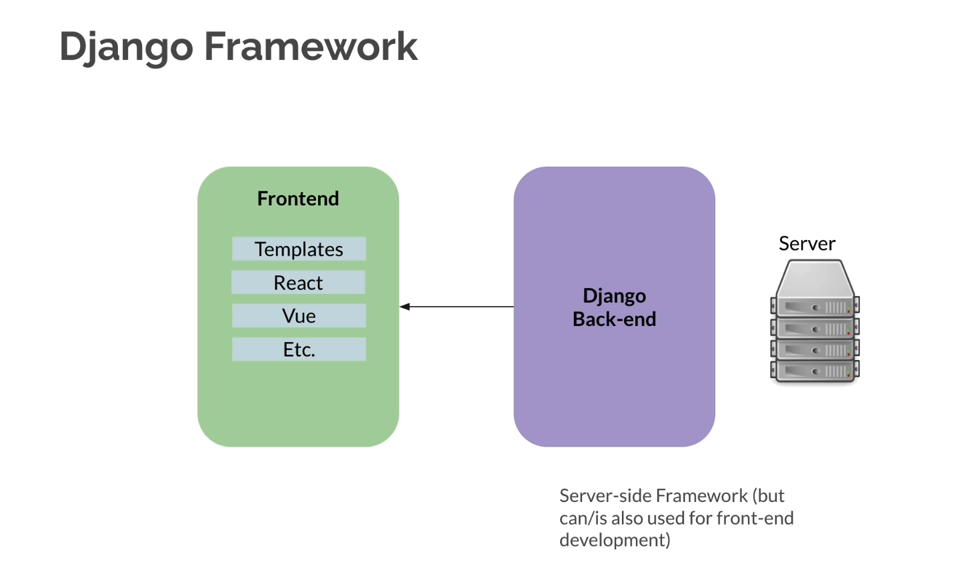 Django Framework
Frontend
Templates
React
Vue
Etc.
Django
Back-end
Server
Server-side Framework (but
can/is also used for front-end
development)